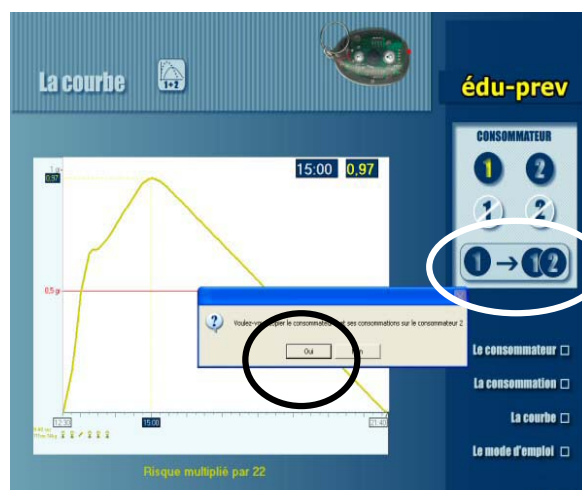 La courbe
1+2
édu-prev
CONSOMMATEUR
1 2
1 2
1 → 1 2
1 gr
0.97
15:00 0,97
0.5 gr
Voulez-vous copier le consommateur et ses consommations sur le consommateur 2
Oui
12:30
15:00
21:40
Risque multiplié par 22
Le consommateur
La consommation
La courbe
Le mode d'emploi